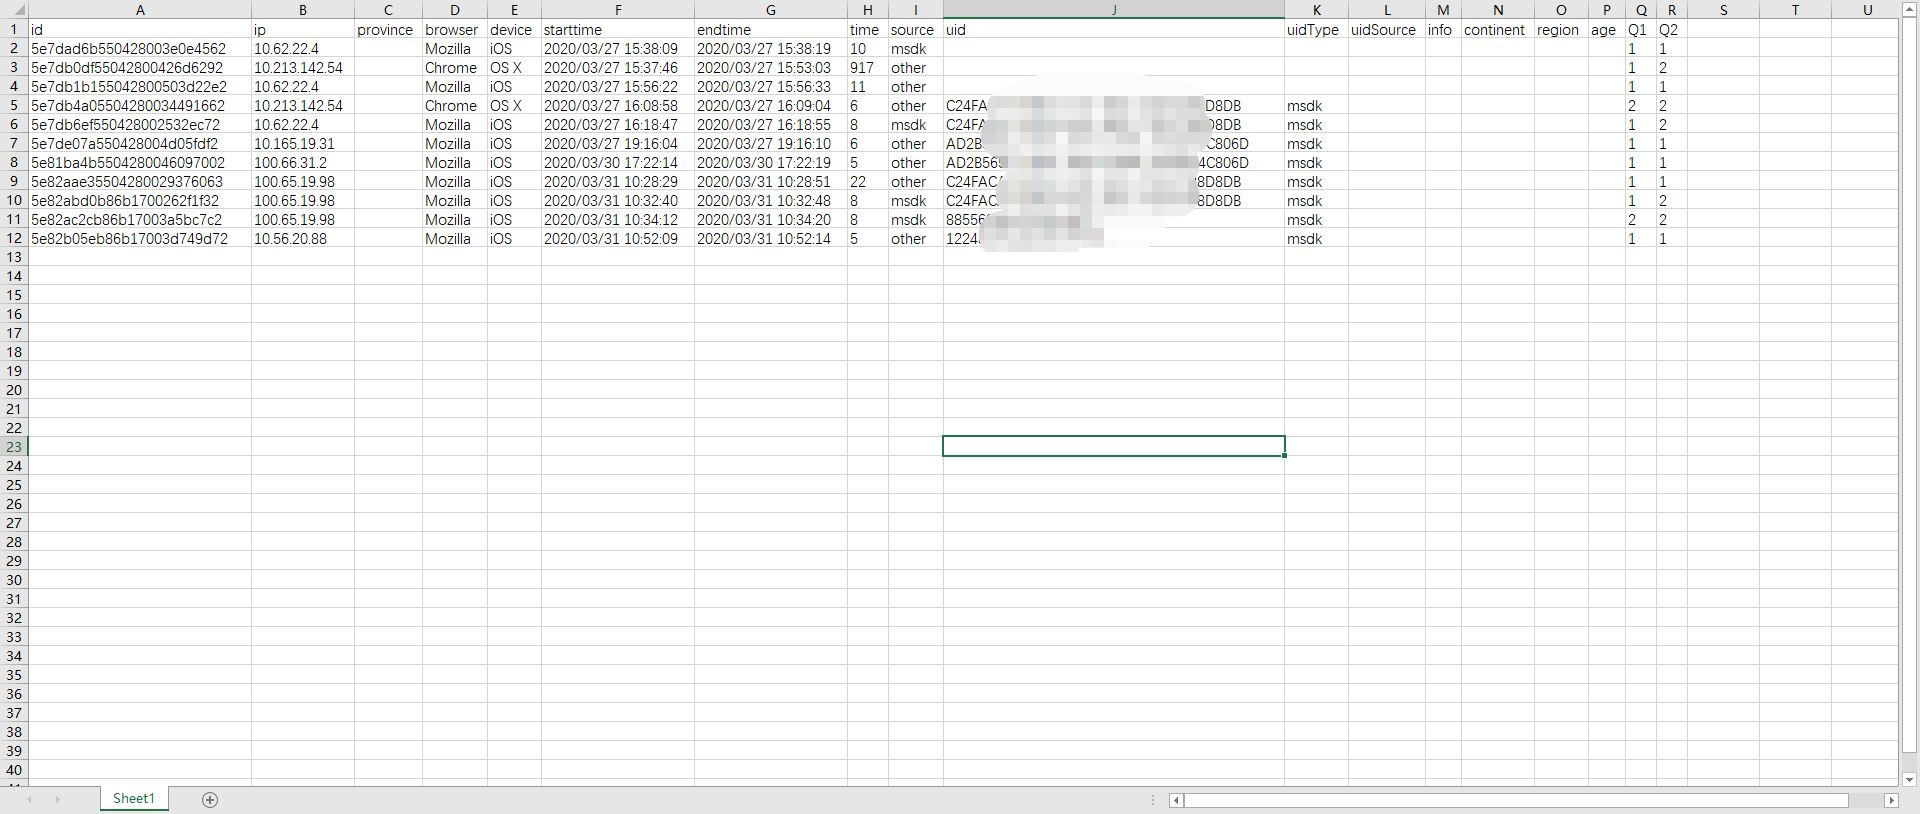 A B C D E F G H I J K L M N O P Q R S T U
1 id ip province browser device starttime endtime time source uid uidType uidSource info continent region age Q1 Q2
2 5e7dad6b550428003e0e4562 10.62.22.4 Mozilla iOS 2020/03/27 15:38:09 2020/03/27 15:38:19 10 msdk 1 1
3 5e7db0df55042800426d6292 10.213.142.54 Chrome OS X 2020/03/27 15:37:46 2020/03/27 15:53:03 917 other 1 2
4 5e7db1b155042800503d22e2 10.62.22.4 Mozilla iOS 2020/03/27 15:56:22 2020/03/27 15:56:33 11 other 1 1
5 5e7db4a05504280034491662 10.213.142.54 Chrome OS X 2020/03/27 16:08:58 2020/03/27 16:09:04 6 other C24FA D8DB msdk 2 2
6 5e7db6ef550428002532ec72 10.62.22.4 Mozilla iOS 2020/03/27 16:18:47 2020/03/27 16:18:55 8 msdk C24FA D8DB msdk 1 2
7 5e7de07a550428004d05fdf2 10.165.19.31 Mozilla iOS 2020/03/27 19:16:04 2020/03/27 19:16:10 6 other AD2B C806D msdk 1 1
8 5e81ba4b5504280046097002 100.66.31.2 Mozilla iOS 2020/03/30 17:22:14 2020/03/30 17:22:19 5 other AD2B569 4C806D msdk 1 1
9 5e82aae35504280029376063 100.65.19.98 Mozilla iOS 2020/03/31 10:28:29 2020/03/31 10:28:51 22 other C24FAC 8D8DB msdk 1 1
10 5e82abd0b86b1700262f1f32 100.65.19.98 Mozilla iOS 2020/03/31 10:32:40 2020/03/31 10:32:48 8 msdk C24FAC 8D8DB msdk 1 2
11 5e82ac2cb86b17003a5bc7c2 100.65.19.98 Mozilla iOS 2020/03/31 10:34:12 2020/03/31 10:34:20 8 msdk 8855 msdk 2 2
12 5e82b05eb86b17003d749d72 10.56.20.88 Mozilla iOS 2020/03/31 10:52:09 2020/03/31 10:52:14 5 other 1224 msdk 1 1
13
14
15
16
17
18
19
20
21
22
23
24
25
26
27
28
29
30
31
32
33
34
35
36
37
38
39
40
Sheet1